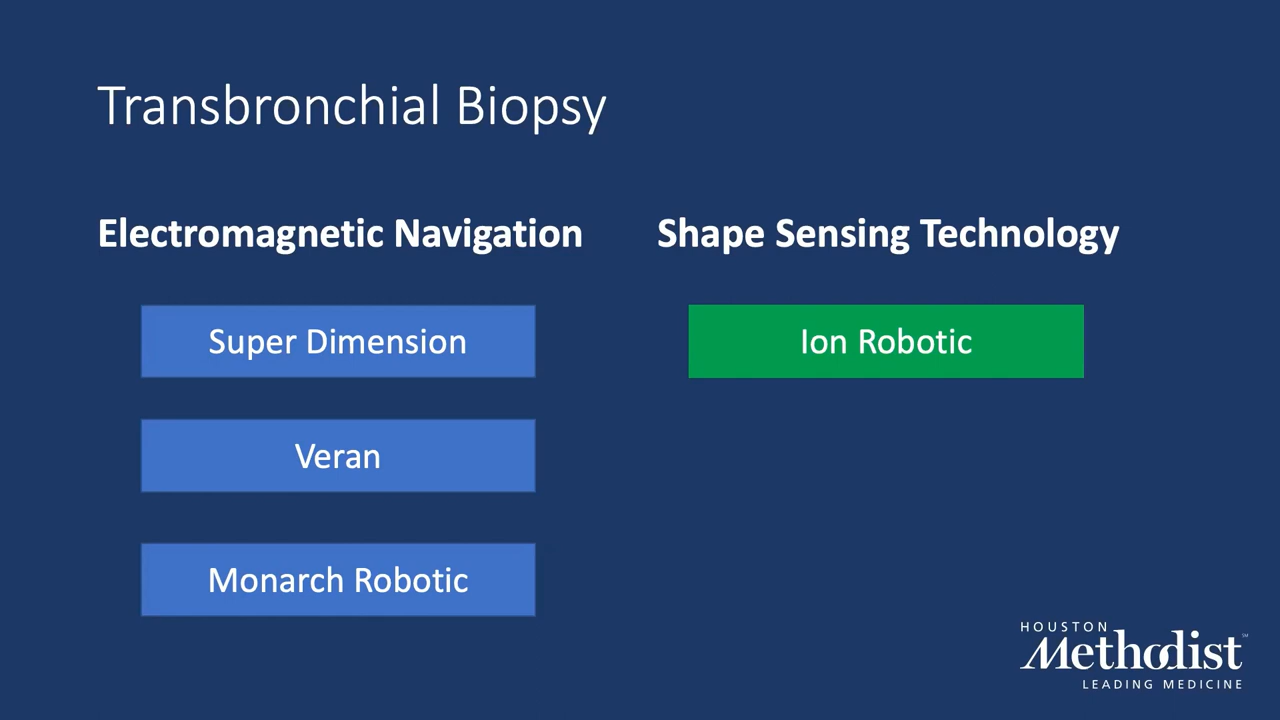 Transbronchial Biopsy
Electromagnetic Navigation
Super Dimension
Veran
Monarch Robotic
Shape Sensing Technology
Ion Robotic
HOUSTON
Methodist
LEADING MEDICINE